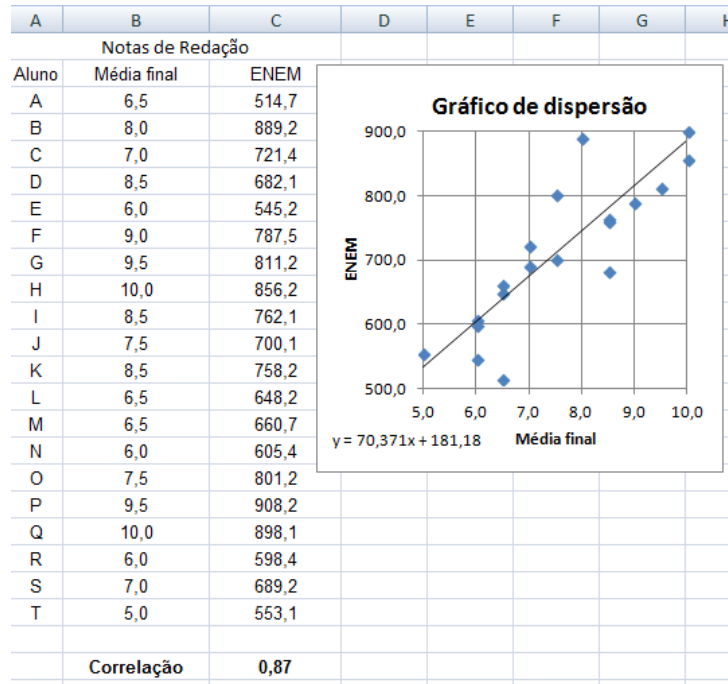 A B C D E F G
Notas de Redação
Aluno Média final ENEM
A 6,5 514,7
B 8,0 889,2
C 7,0 721,4
D 8,5 682,1
E 6,0 545,2
F 9,0 787,5
G 9,5 811,2
H 10,0 856,2
I 8,5 762,1
J 7,5 700,1
K 8,5 758,2
L 6,5 648,2
M 6,5 660,7
N 6,0 605,4
O 7,5 801,2
P 9,5 908,2
Q 10,0 898,1
R 6,0 598,4
S 7,0 689,2
T 5,0 553,1
Correlação 0,87
Gráfico de dispersão
900,0
800,0
700,0
600,0
500,0
ENEM
5,0 6,0 7,0 8,0 9,0 10,0
y = 70,371x + 181,18 Média final